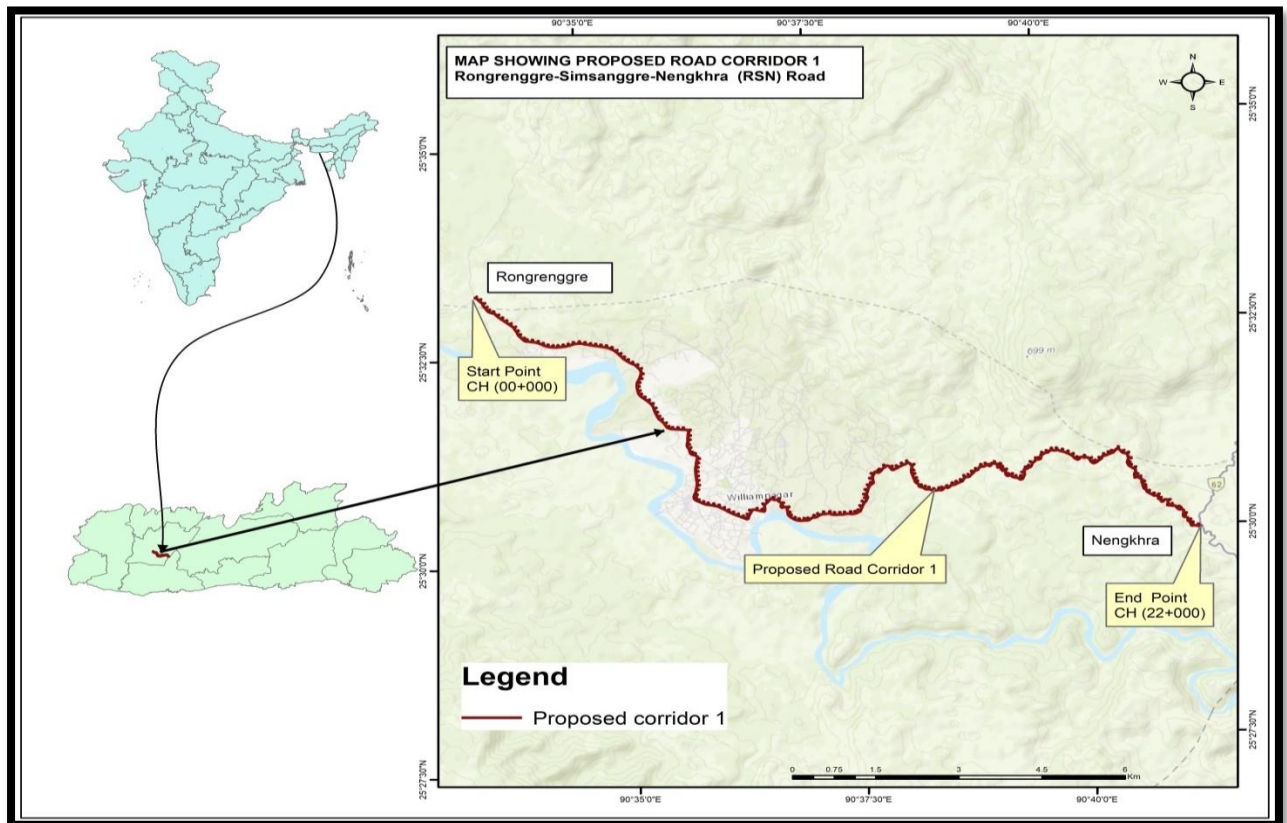 90°35'0"E
90°37'30"E
90°40'0"E
MAP SHOWING PROPOSED ROAD CORRIDOR 1
Rongrenggre-Simsanggre-Nengkhra (RSN) Road
N
W
E
S
25°35'0"N
25°35'0"N
Rongrenggre
25°32'30"N
25°32'30"N
699 m
Start Point
CH (00+000)
Williamnagar
62
25°30'0"N
Nengkhra
Proposed Road Corridor 1
25°30'0"N
End Point
CH (22+000)
Legend
Proposed corridor 1
25°27'30"N
25°27'30"N
0 0.75 1.5 3 4.5 6
Km
90°35'0"E
90°37'30"E
90°40'0"E